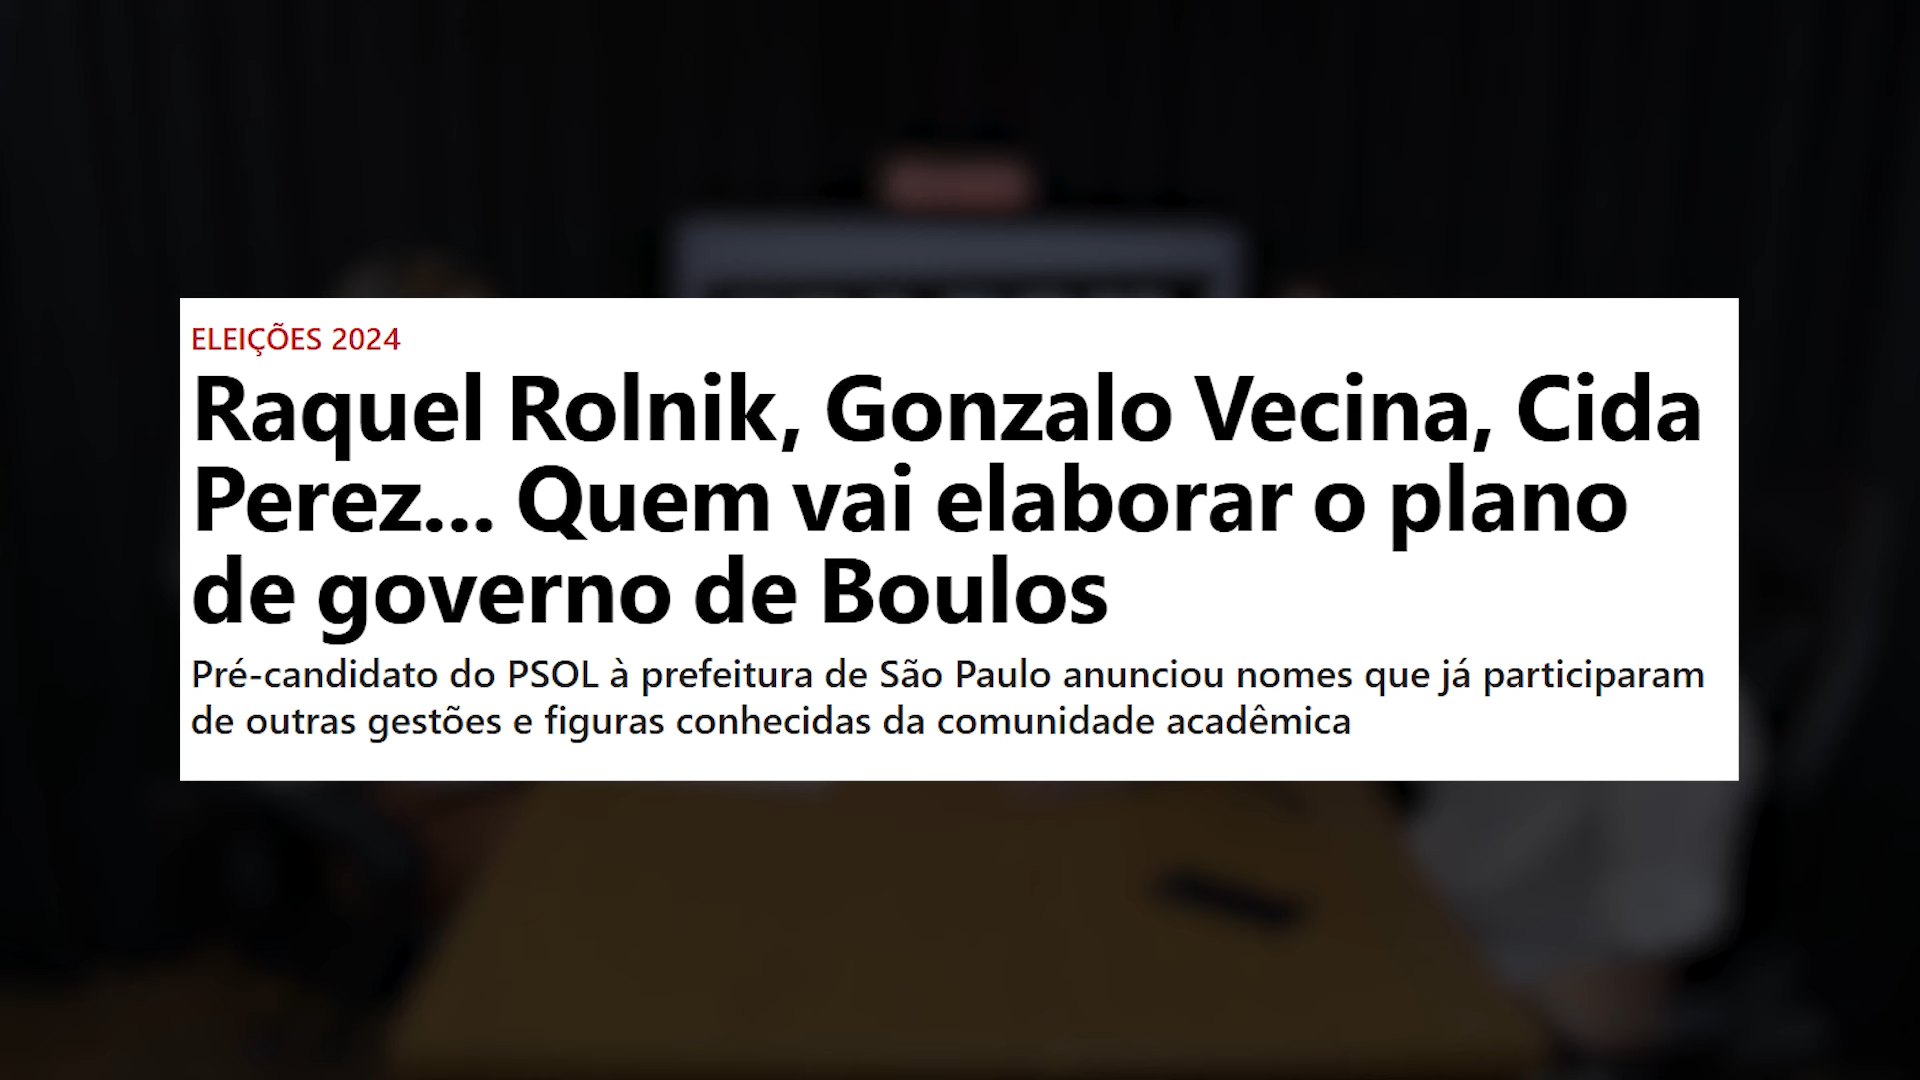 ELEIÇÕES 2024
Raquel Rolnik, Gonzalo Vecina, Cida
Perez... Quem vai elaborar o plano
de governo de Boulos
Pré-candidato do PSOL à prefeitura de São Paulo anunciou nomes que já participaram
de outras gestões e figuras conhecidas da comunidade acadêmica